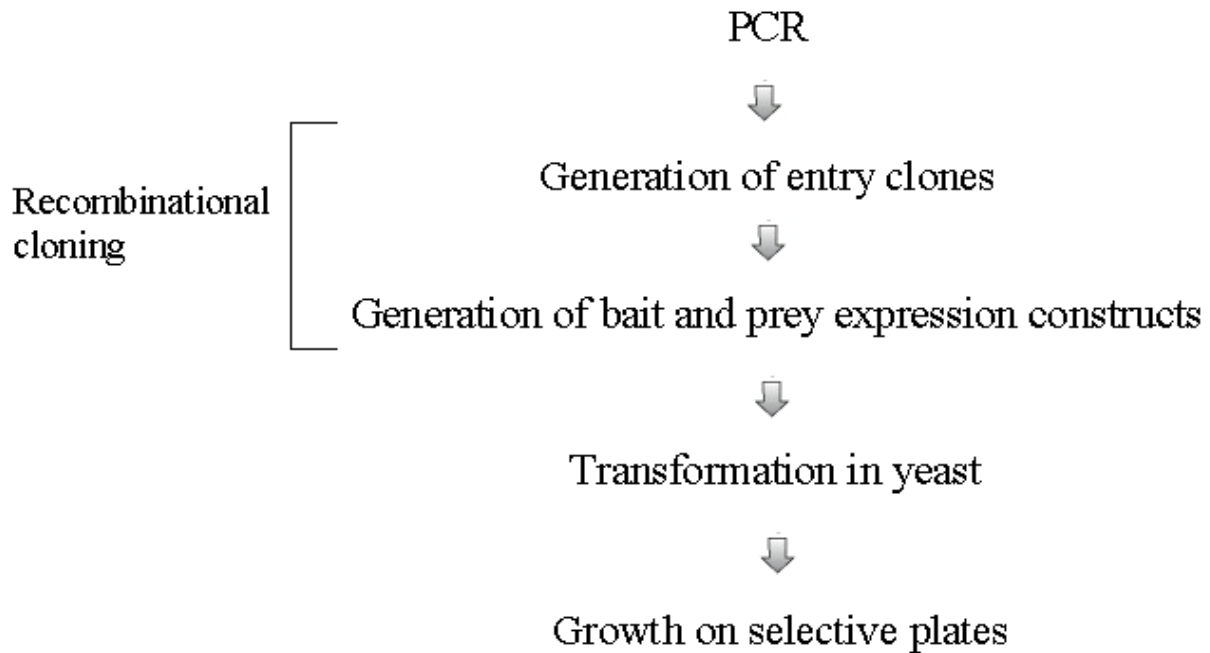 PCR
Generation of entry clones
Recombinational
cloning
Generation of bait and prey expression constructs
Transformation in yeast
Growth on selective plates